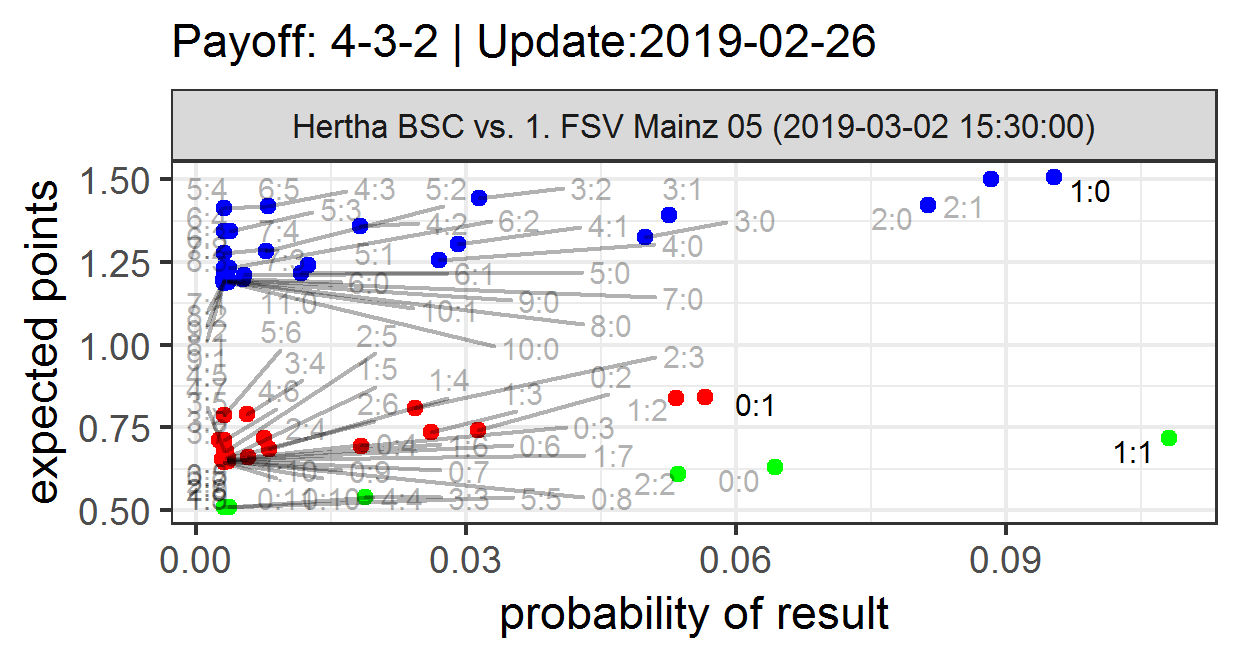 Payoff: 4-3-2 | Update:2019-02-26
Hertha BSC vs. 1. FSV Mainz 05 (2019-03-02 15:30:00)
expected points
1.50
1.25
1.00
0.75
0.50
5:4 6:5 4:3 5:2 3:2 3:1 1:0
6:4 5:3 6:2 3:0 2:0 2:1
7:4 4:2 4:1
5:1 4:0
6:1 5:0
6:0 7:0
11:0 10:1 9:0
5:6 2:5 8:0
10:0
3:4 1:5 2:3
4:6 1:4 0:2
2:6 1:3 1:2 0:1
2:4 0:3
0:4 1:6 0:6 1:7 1:1
1:10 0:9 0:7 2:2 0:0
0:11 0:10 4:4 3:3 5:5 0:8
0.00 0.03 0.06 0.09
probability of result